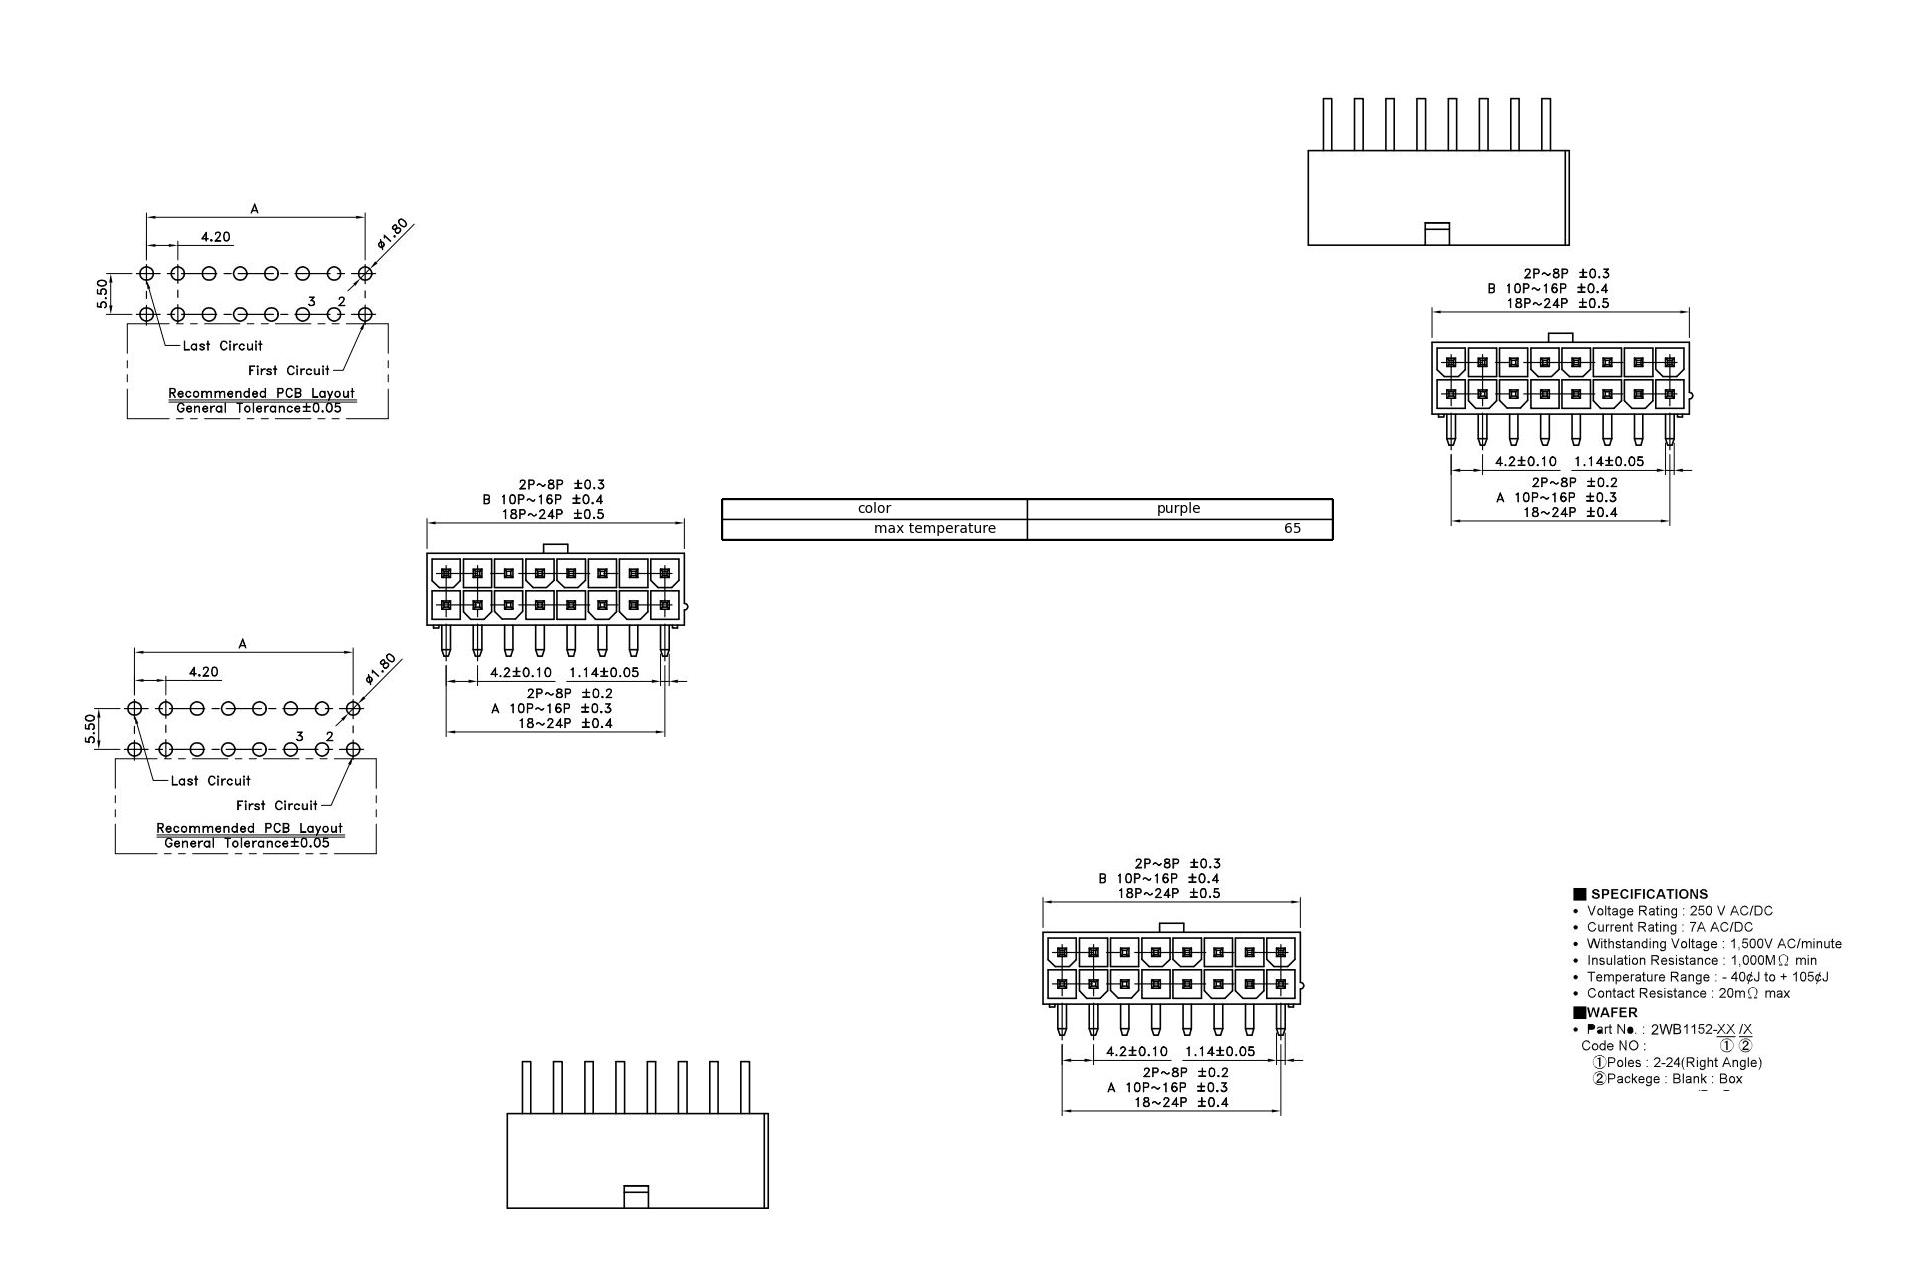 A
4.20
ø1.80
5.50
3 2
Last Circuit
First Circuit
Recommended PCB Layout
General Tolerance±0.05
2P~8P ±0.3
B 10P~16P ±0.4
18P~24P ±0.5
4.2±0.10 1.14±0.05
2P~8P ±0.2
A 10P~16P ±0.3
18~24P ±0.4
2P~8P ±0.3
B 10P~16P ±0.4
18P~24P ±0.5
4.2±0.10 1.14±0.05
2P~8P ±0.2
A 10P~16P ±0.3
18~24P ±0.4
color purple
max temperature 65
A
4.20
ø1.80
5.50
3 2
Last Circuit
First Circuit
Recommended PCB Layout
General Tolerance±0.05
2P~8P ±0.3
B 10P~16P ±0.4
18P~24P ±0.5
4.2±0.10 1.14±0.05
2P~8P ±0.2
A 10P~16P ±0.3
18~24P ±0.4
■ SPECIFICATIONS
• Voltage Rating : 250 V AC/DC
• Current Rating : 7A AC/DC
• Withstanding Voltage : 1,500V AC/minute
• Insulation Resistance : 1,000MΩ min
• Temperature Range : - 40¢J to + 105¢J
• Contact Resistance : 20mΩ max
■WAFER
• Part No. : 2WB1152-XX /X
Code NO : ① ②
①Poles : 2-24(Right Angle)
②Packege : Blank : Box